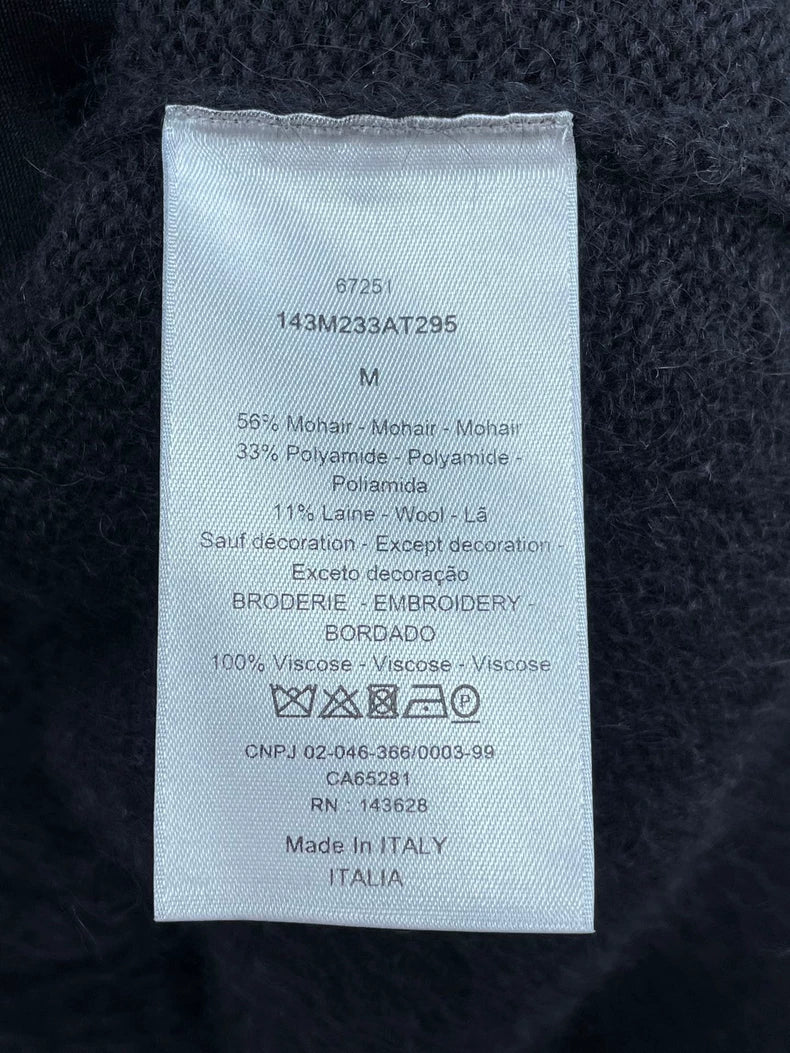 67251
143M233AT295
M
56% Mohair - Mohair - Mohair
33% Polyamide - Polyamide -
Poliamida
11% Laine - Wool - Lã
Sauf décoration - Except decoration -
Exceto decoração
BRODERIE - EMBROIDERY -
BORDADO
100% Viscose - Viscose - Viscose
P
CNPJ 02-046-366/0003-99
CA65281
RN : 143628
Made In ITALY
ITALIA